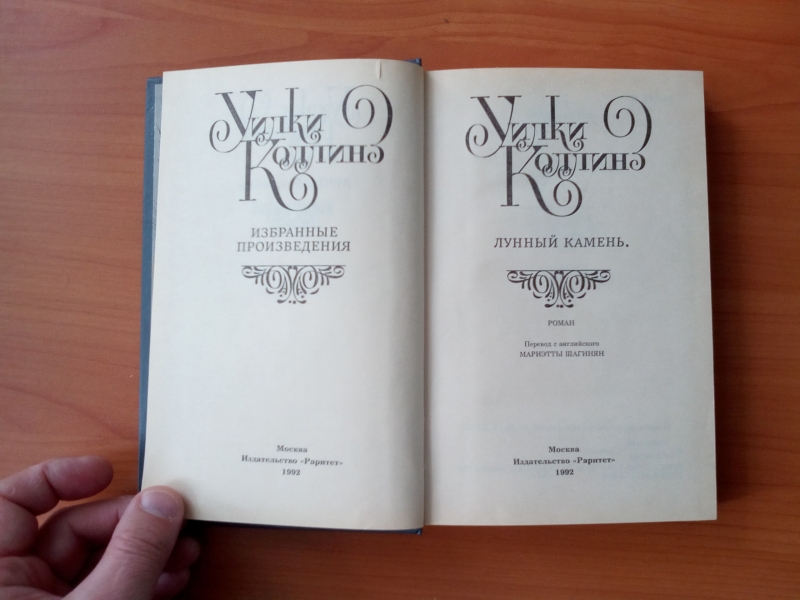 Уилки
Коллинз
ИЗБРАННЫЕ
ПРОИЗВЕДЕНИЯ
Москва
Издательство «Раритет»
1992
Уилки
Коллинз
ЛУННЫЙ КАМЕНЬ.
РОМАН
Перевод с английского
МАРИЭТТЫ ШАГИНЯН
Москва
Издательство «Раритет»
1992